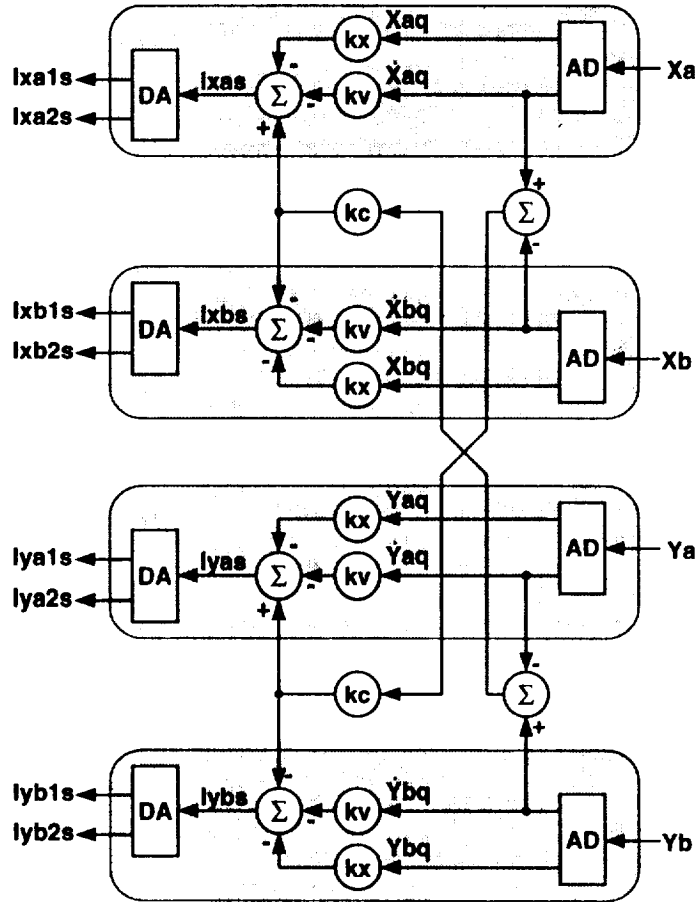 kx Ẋaq
Xaq
Ixa1s DA Ixas Σ kv Ẋaq AD Xa
Ixa2s
- - +
kc Σ + -
Ixb1s DA Ixbs Σ kv Ẋbq AD Xb
Ixb2s
- - -
kx Xbq
kx Yaq
Iya1s DA Iyas Σ kv Ẏaq AD Ya
Iya2s
- - +
kc Σ - +
Iyb1s DA Iybs Σ kv Ẏbq AD Yb
Iyb2s
- - -
kx Ybq